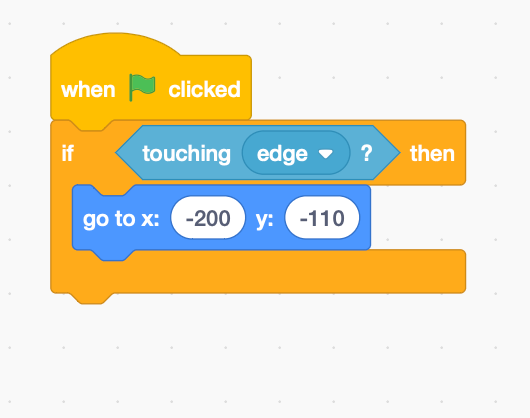 when clicked
if touching edge ? then
go to x: -200 y: -110